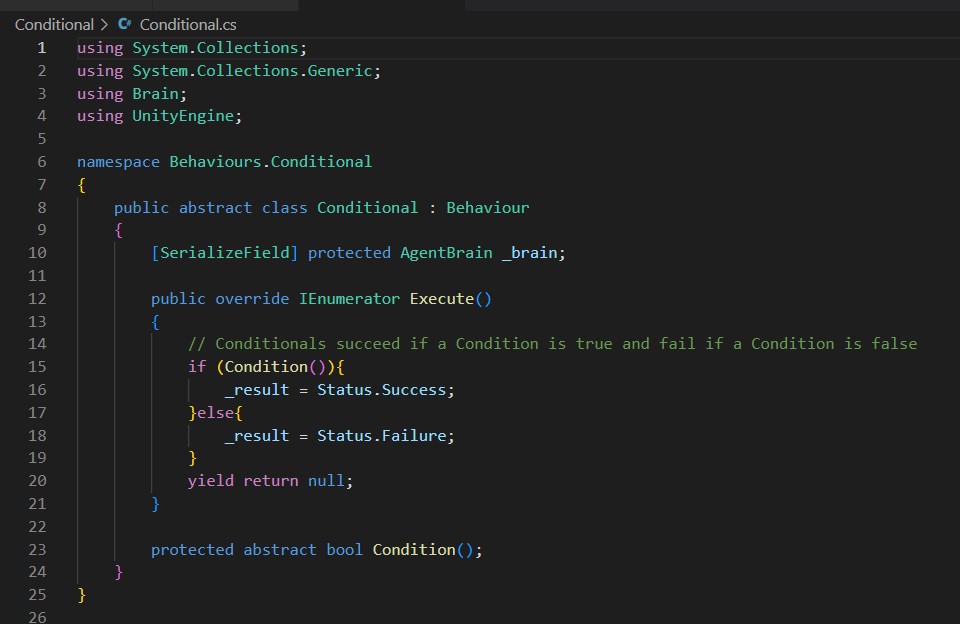 Conditional > C# Conditional.cs
1 using System.Collections;
2 using System.Collections.Generic;
3 using Brain;
4 using UnityEngine;
5
6 namespace Behaviours.Conditional
7 {
8     public abstract class Conditional : Behaviour
9     {
10         [SerializeField] protected AgentBrain _brain;
11
12         public override IEnumerator Execute()
13         {
14             // Conditionals succeed if a Condition is true and fail if a Condition is false
15             if (Condition()){
16                 _result = Status.Success;
17             }else{
18                 _result = Status.Failure;
19             }
20             yield return null;
21         }
22
23         protected abstract bool Condition();
24     }
25 }
26